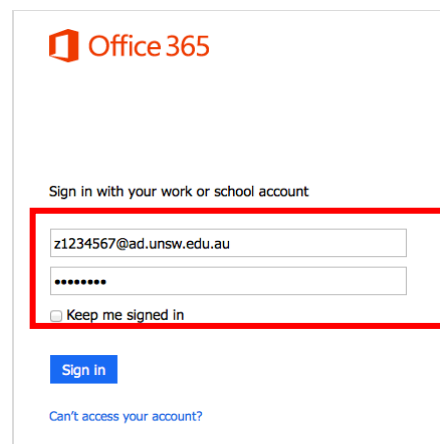 Office 365
Sign in with your work or school account
z1234567@ad.unsw.edu.au
••••••••
Keep me signed in
Sign in
Can't access your account?